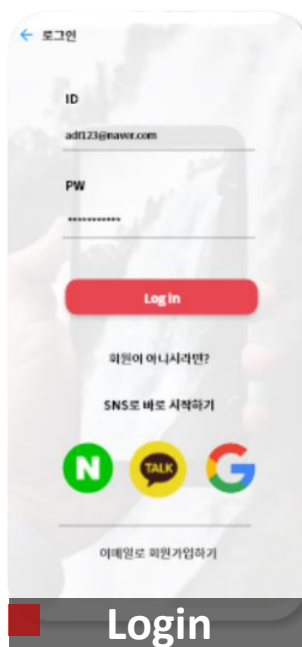 로그인
ID
adf123@naver.com
PW
***********
Log In
회원이 아니시라면?
SNS로 바로 시작하기
N TALK G
이메일로 회원가입하기
Login